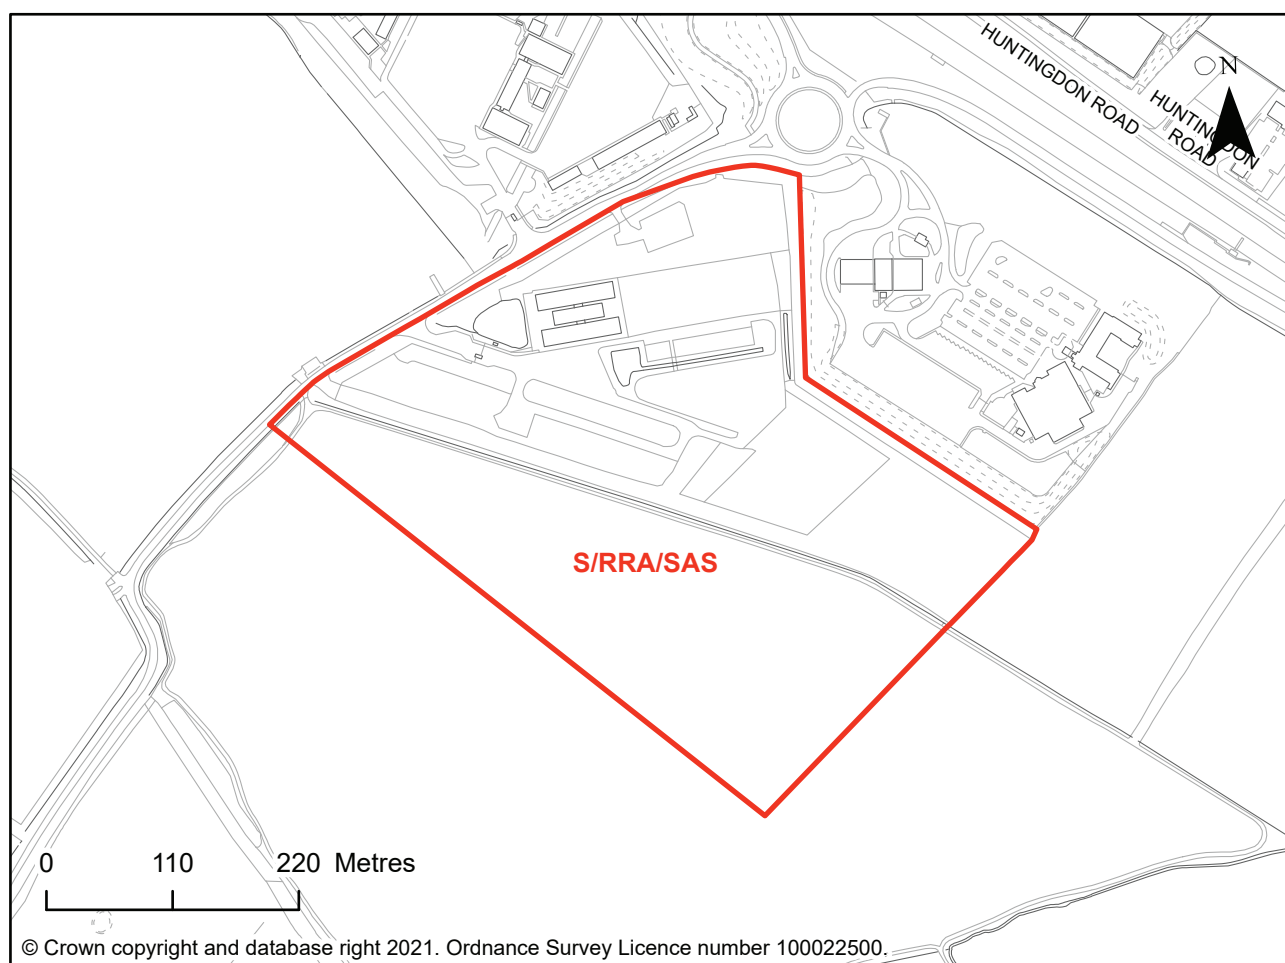 HUNTINGDON ROAD
N
HUNTINGDON
ROAD
S/RRA/SAS
0 110 220 Metres
© Crown copyright and database right 2021. Ordnance Survey Licence number 100022500.